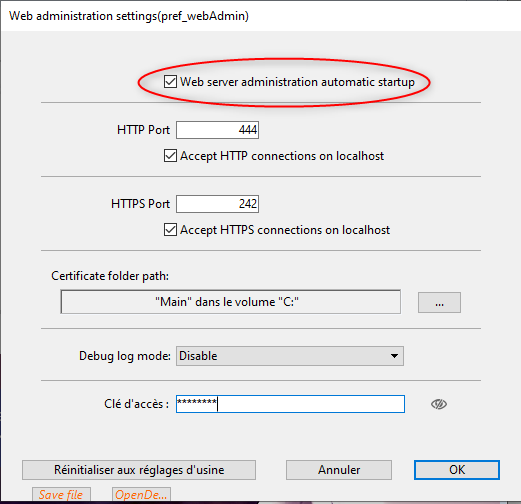 Web administration settings(pref_webAdmin)
Web server administration automatic startup
HTTP Port 444
Accept HTTP connections on localhost
HTTPS Port 242
Accept HTTPS connections on localhost
Certificate folder path:
"Main" dans le volume "C:" ...
Debug log mode: Disable
Clé d'accès : ********
Réinitialiser aux réglages d'usine Annuler OK
Save file OpenDe...